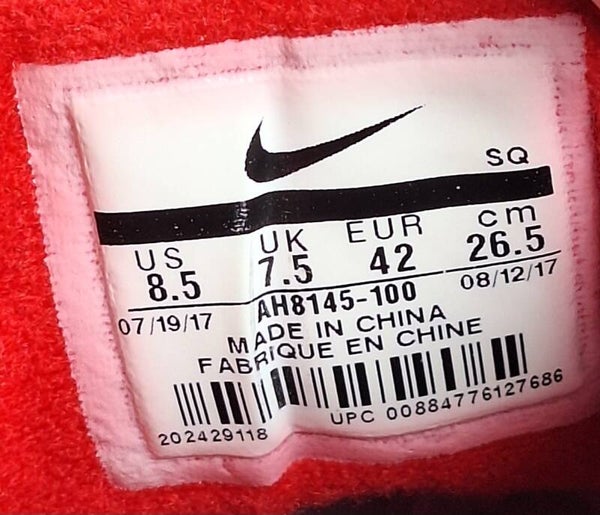 SQ
US UK EUR cm
8.5 7.5 42 26.5
07/19/17 AH8145-100 08/12/17
MADE IN CHINA
FABRIQUE EN CHINE
202429118 UPC 00884776127686